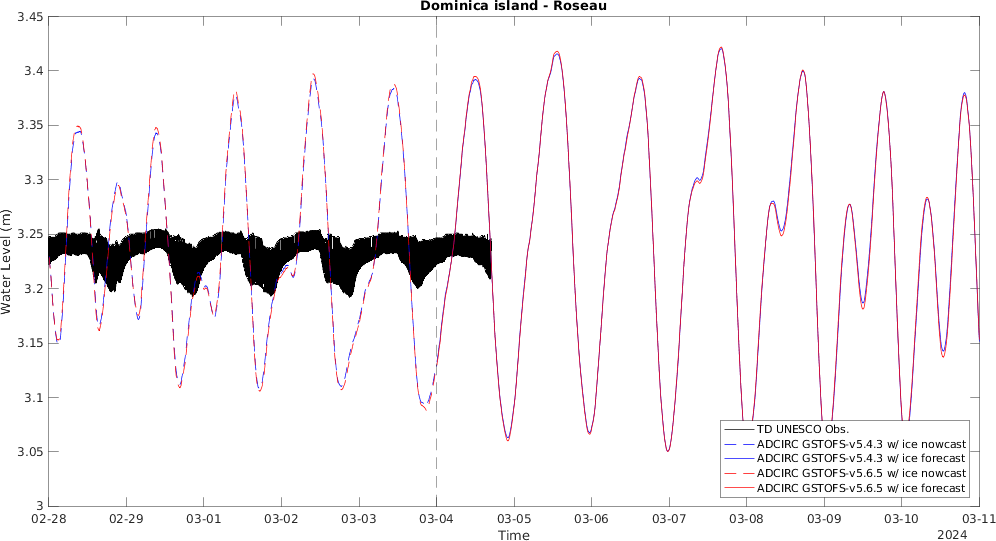 Dominica island - Roseau
3.45
3.4
3.35
3.3
3.25
3.2
3.15
3.1
3.05
3
Water Level (m)
02-28 02-29 03-01 03-02 03-03 03-04 03-05 03-06 03-07 03-08 03-09 03-10 03-11
Time
2024
TD UNESCO Obs.
ADCIRC GSTOFS-v5.4.3 w/ ice nowcast
ADCIRC GSTOFS-v5.4.3 w/ ice forecast
ADCIRC GSTOFS-v5.6.5 w/ ice nowcast
ADCIRC GSTOFS-v5.6.5 w/ ice forecast